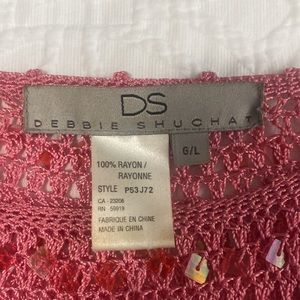 DS
DEBBIE SHUCHAT
G/L
100% RAYON /
RAYONNE
STYLE P53J72
CA - 23206
RN 59919
FABRIQUE EN CHINE
MADE IN CHINA